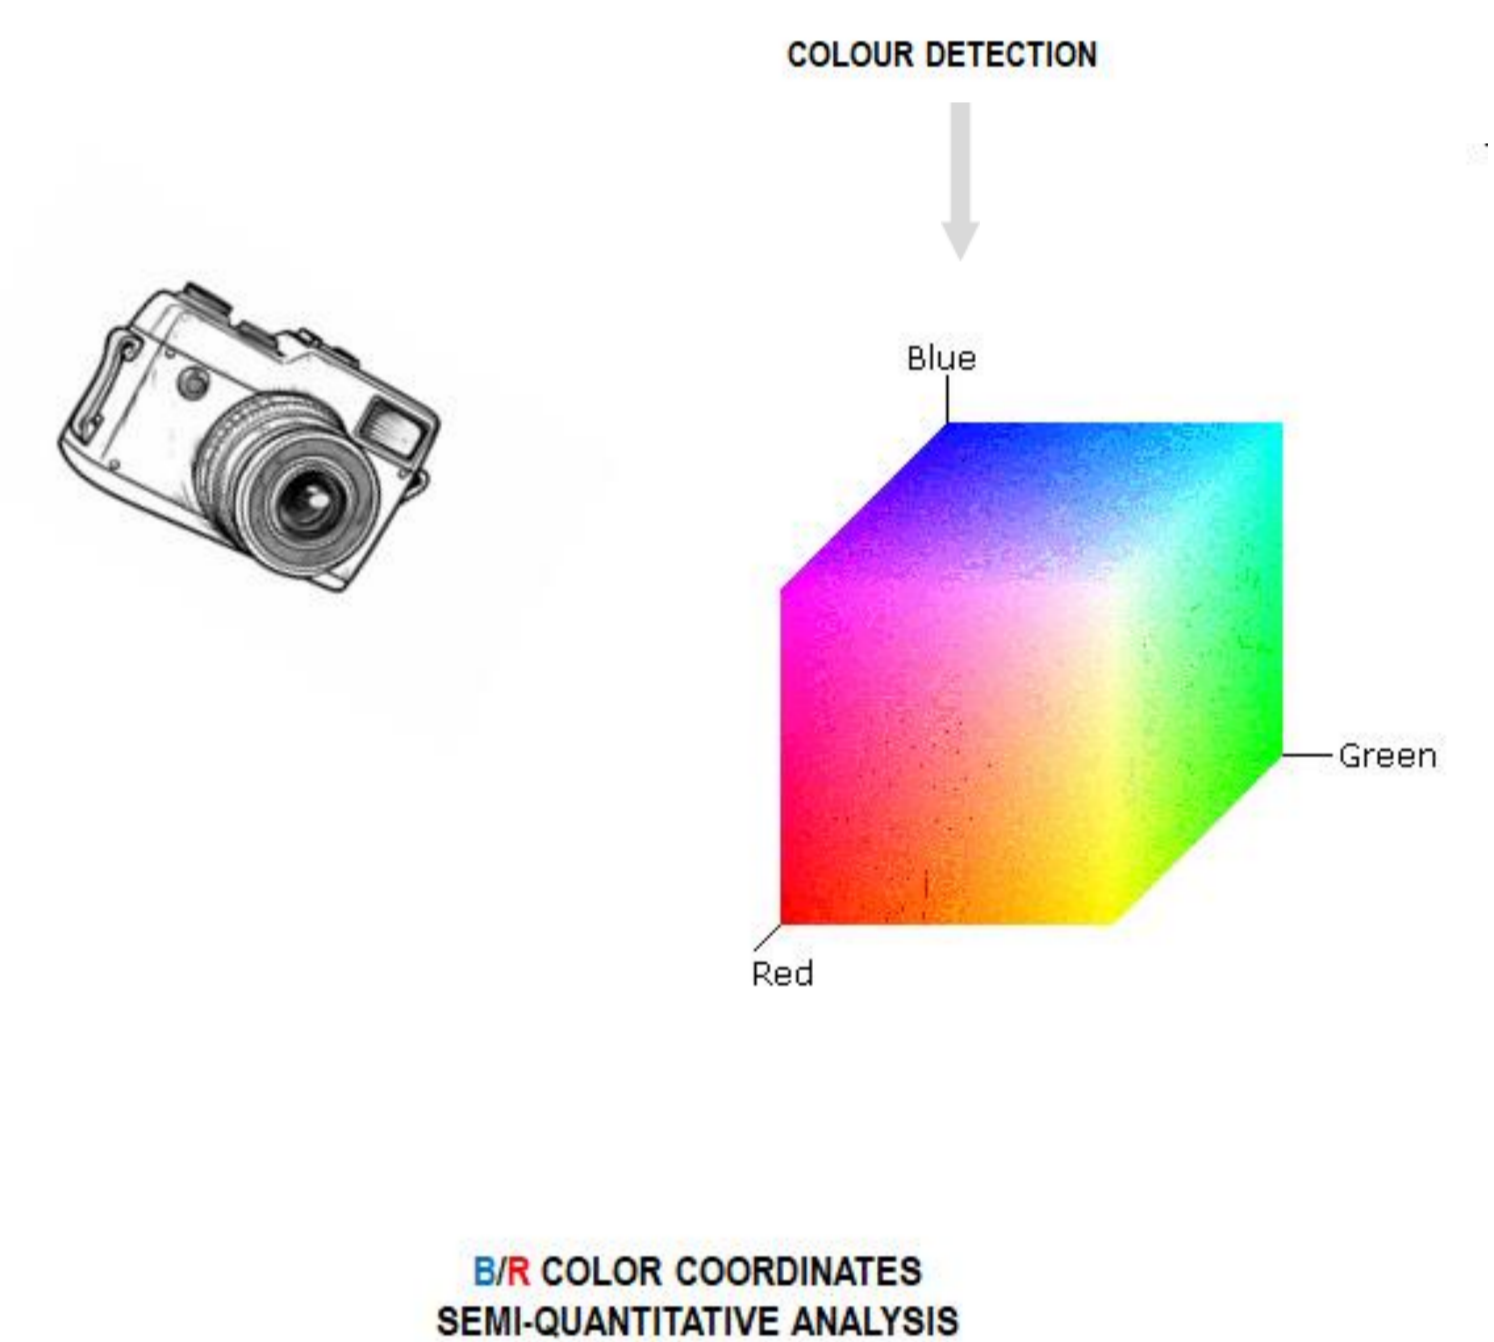 COLOUR DETECTION
Blue
Green
Red
B/R COLOR COORDINATES
SEMI-QUANTITATIVE ANALYSIS